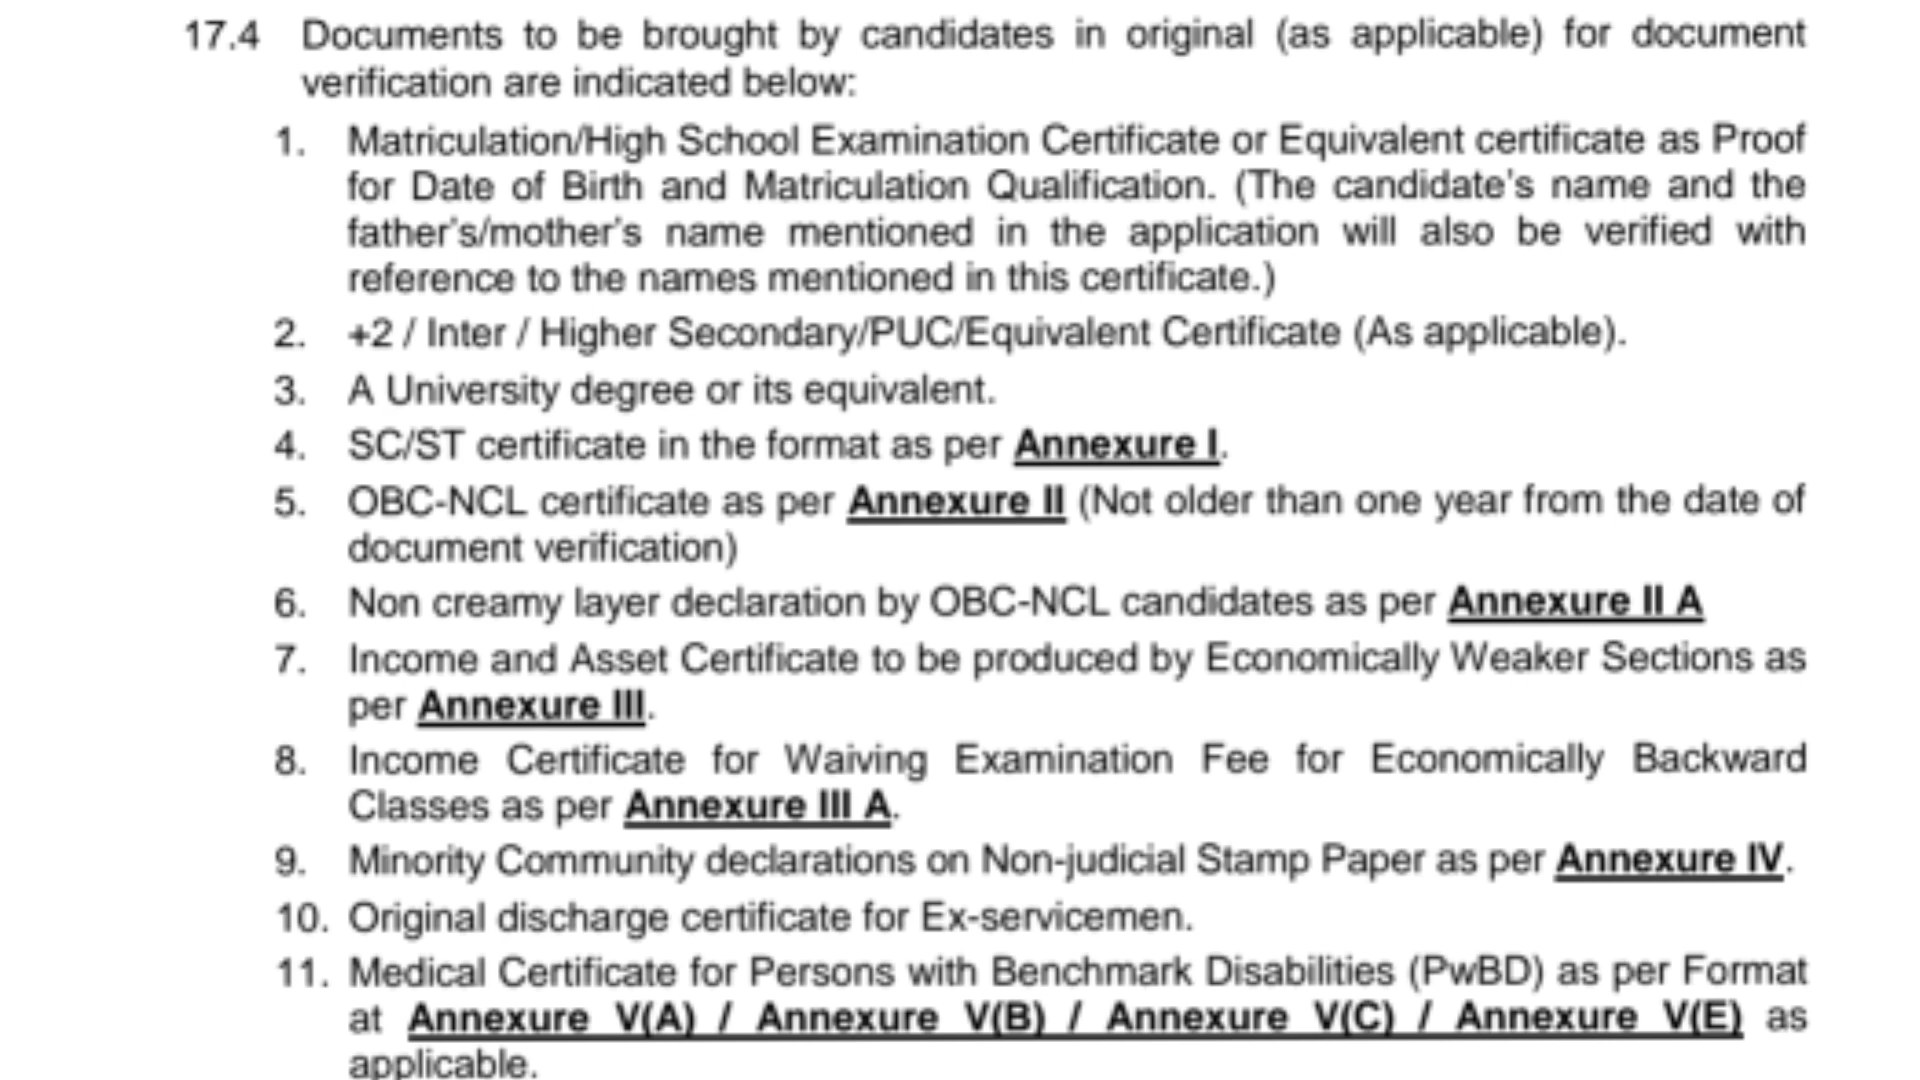 17.4 Documents to be brought by candidates in original (as applicable) for document
verification are indicated below:
1. Matriculation/High School Examination Certificate or Equivalent certificate as Proof
for Date of Birth and Matriculation Qualification. (The candidate's name and the
father's/mother's name mentioned in the application will also be verified with
reference to the names mentioned in this certificate.)
2. +2 / Inter / Higher Secondary/PUC/Equivalent Certificate (As applicable).
3. A University degree or its equivalent.
4. SC/ST certificate in the format as per Annexure I.
5. OBC-NCL certificate as per Annexure II (Not older than one year from the date of
document verification)
6. Non creamy layer declaration by OBC-NCL candidates as per Annexure II A
7. Income and Asset Certificate to be produced by Economically Weaker Sections as
per Annexure III.
8. Income Certificate for Waiving Examination Fee for Economically Backward
Classes as per Annexure III A.
9. Minority Community declarations on Non-judicial Stamp Paper as per Annexure IV.
10. Original discharge certificate for Ex-servicemen.
11. Medical Certificate for Persons with Benchmark Disabilities (PwBD) as per Format
at Annexure V(A) / Annexure V(B) / Annexure V(C) / Annexure V(E) as
applicable.